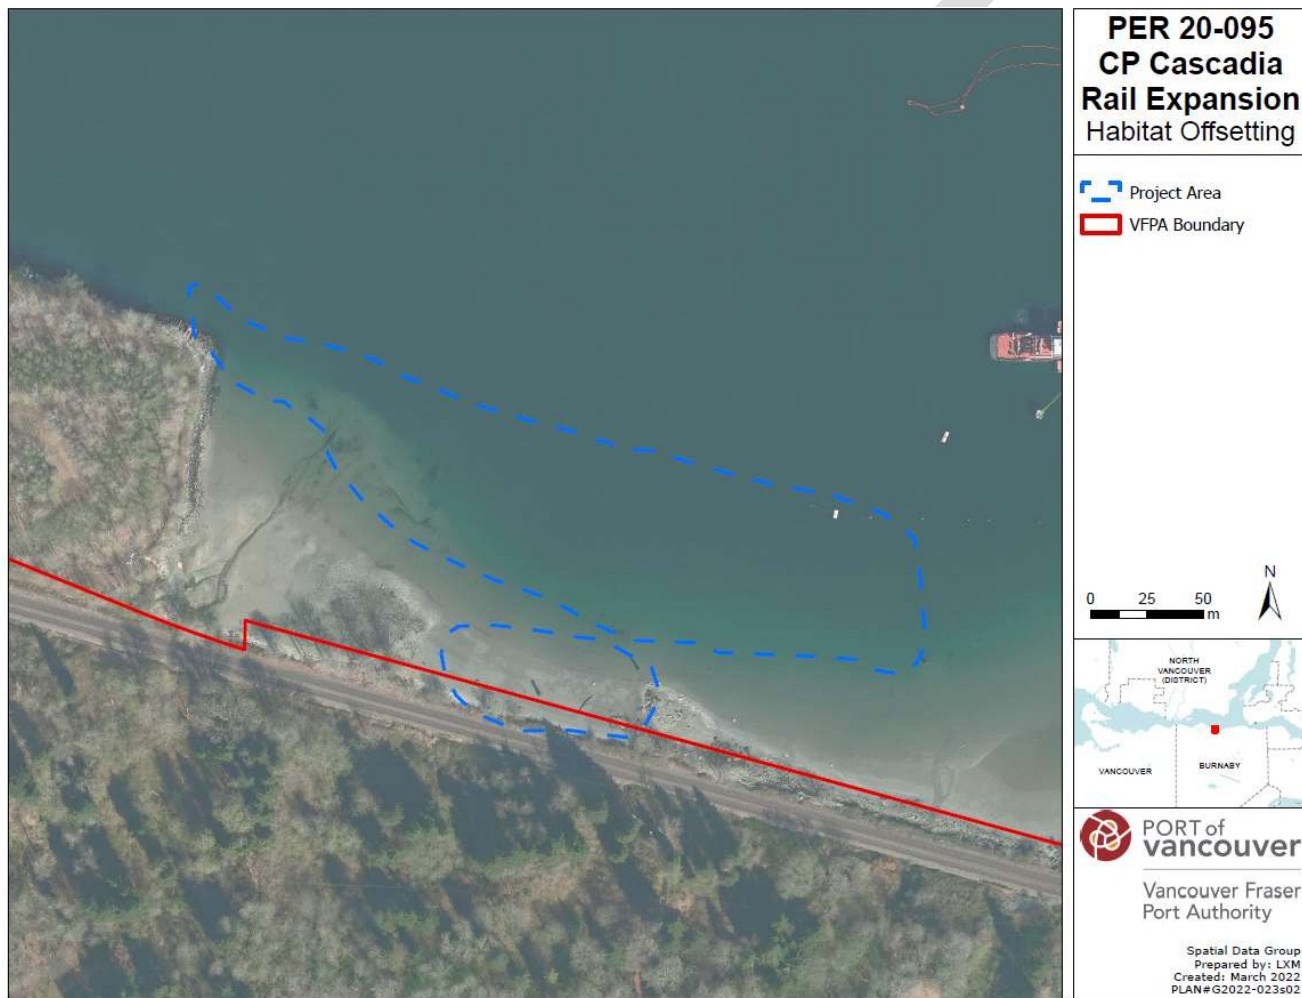 PER 20-095
CP Cascadia
Rail Expansion
Habitat Offsetting
Project Area
VFPA Boundary
N
0 25 50
m
NORTH
VANCOUVER
(DISTRICT)
VANCOUVER
BURNABY
PORT of
vancouver
Vancouver Fraser
Port Authority
Spatial Data Group
Prepared by: LXM
Created: March 2022
PLAN#G2022-023s02